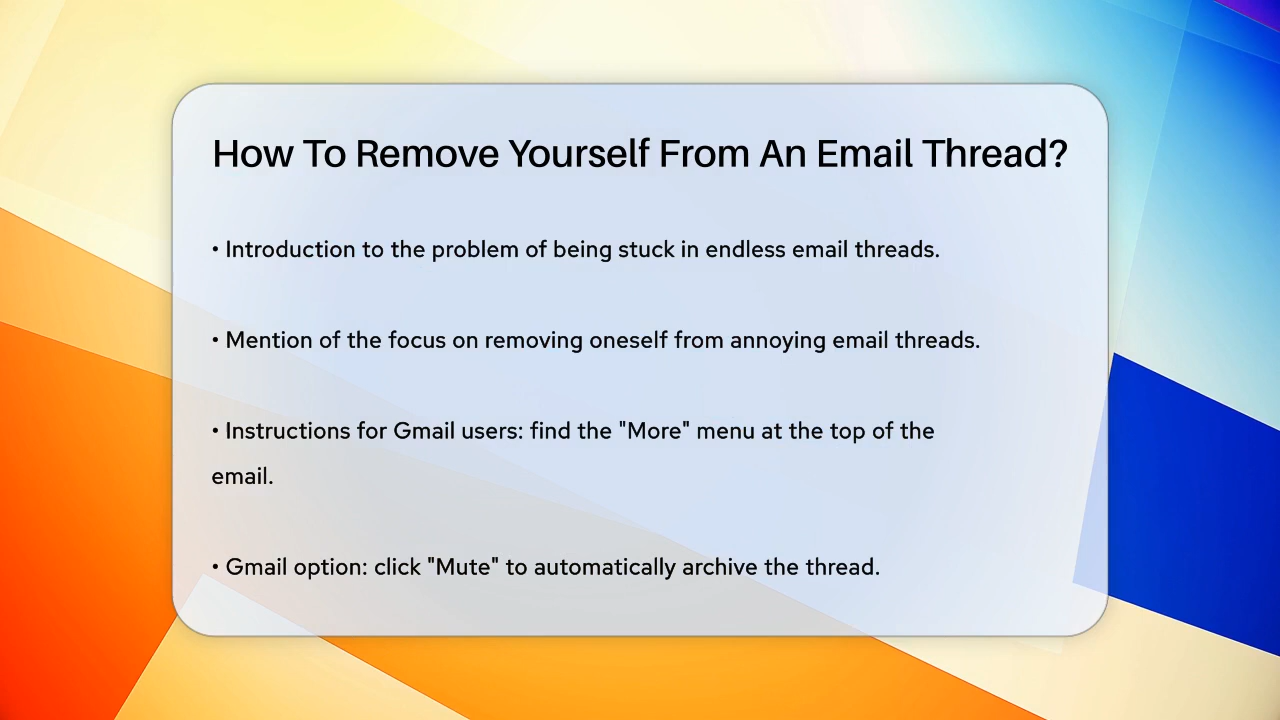 How To Remove Yourself From An Email Thread?
• Introduction to the problem of being stuck in endless email threads.
• Mention of the focus on removing oneself from annoying email threads.
• Instructions for Gmail users: find the "More" menu at the top of the
email.
• Gmail option: click "Mute" to automatically archive the thread.